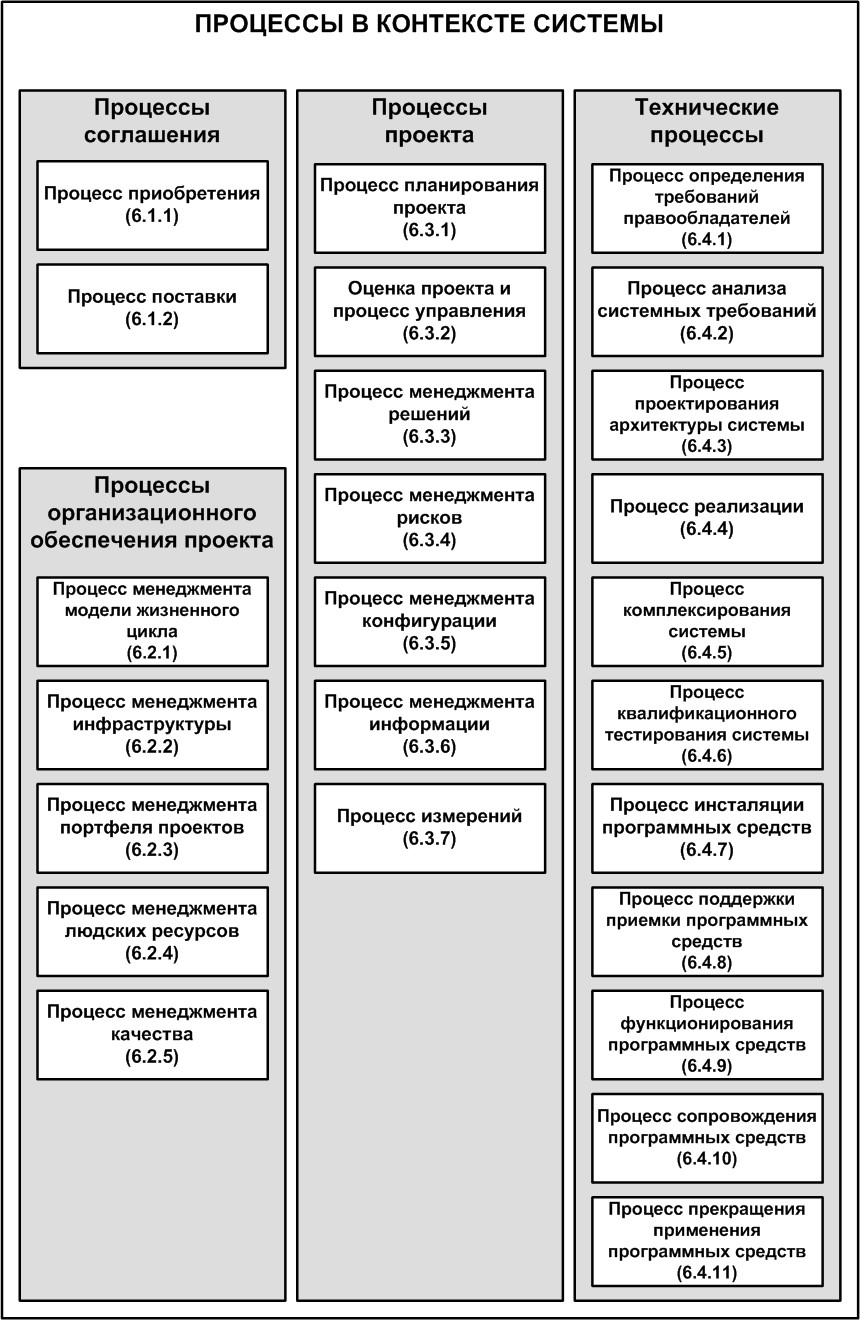 ПРОЦЕССЫ В КОНТЕКСТЕ СИСТЕМЫ
Процессы
соглашения
Процесс приобретения
(6.1.1)
Процесс поставки
(6.1.2)
Процессы
организационного
обеспечения проекта
Процесс менеджмента
модели жизненного
цикла
(6.2.1)
Процесс менеджмента
инфраструктуры
(6.2.2)
Процесс менеджмента
портфеля проектов
(6.2.3)
Процесс менеджмента
людских ресурсов
(6.2.4)
Процесс менеджмента
качества
(6.2.5)
Процессы
проекта
Процесс планирования
проекта
(6.3.1)
Оценка проекта и
процесс управления
(6.3.2)
Процесс менеджмента
решений
(6.3.3)
Процесс менеджмента
рисков
(6.3.4)
Процесс менеджмента
конфигурации
(6.3.5)
Процесс менеджмента
информации
(6.3.6)
Процесс измерений
(6.3.7)
Технические
процессы
Процесс определения
требований
правообладателей
(6.4.1)
Процесс анализа
системных требований
(6.4.2)
Процесс
проектирования
архитектуры системы
(6.4.3)
Процесс реализации
(6.4.4)
Процесс
комплексирования
системы
(6.4.5)
Процесс
квалификационного
тестирования системы
(6.4.6)
Процесс инсталяции
программных средств
(6.4.7)
Процесс поддержки
приемки программных
средств
(6.4.8)
Процесс
функционирования
программных средств
(6.4.9)
Процесс сопровождения
программных средств
(6.4.10)
Процесс прекращения
применения
программных средств
(6.4.11)